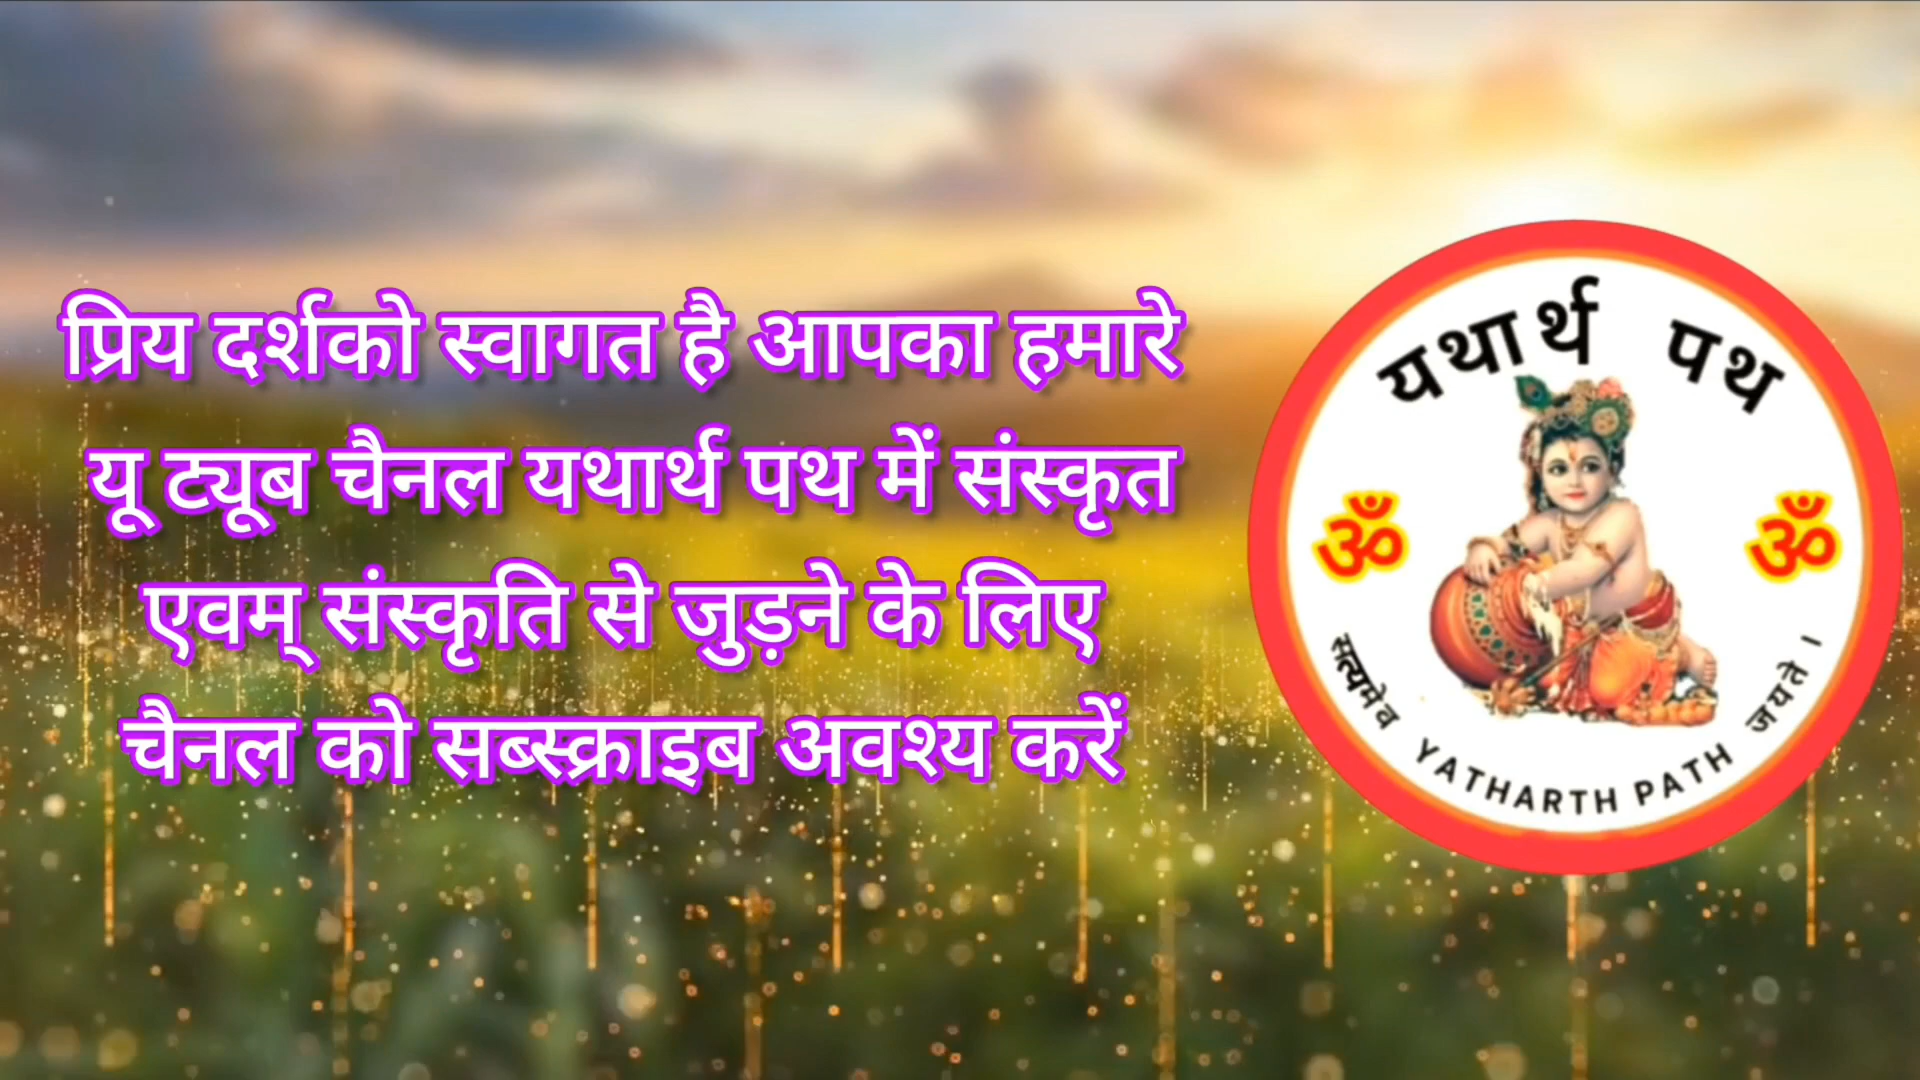 प्रिय दर्शको स्वागत है आपका हमारे
यू ट्यूब चैनल यथार्थ पथ में संस्कृत
एवम् संस्कृति से जुड़ने के लिए
चैनल को सब्स्क्राइब अवश्य करें
यथार्थ पथ
ॐ ॐ
सत्यमेव जयते ।
YATHARTH PATH